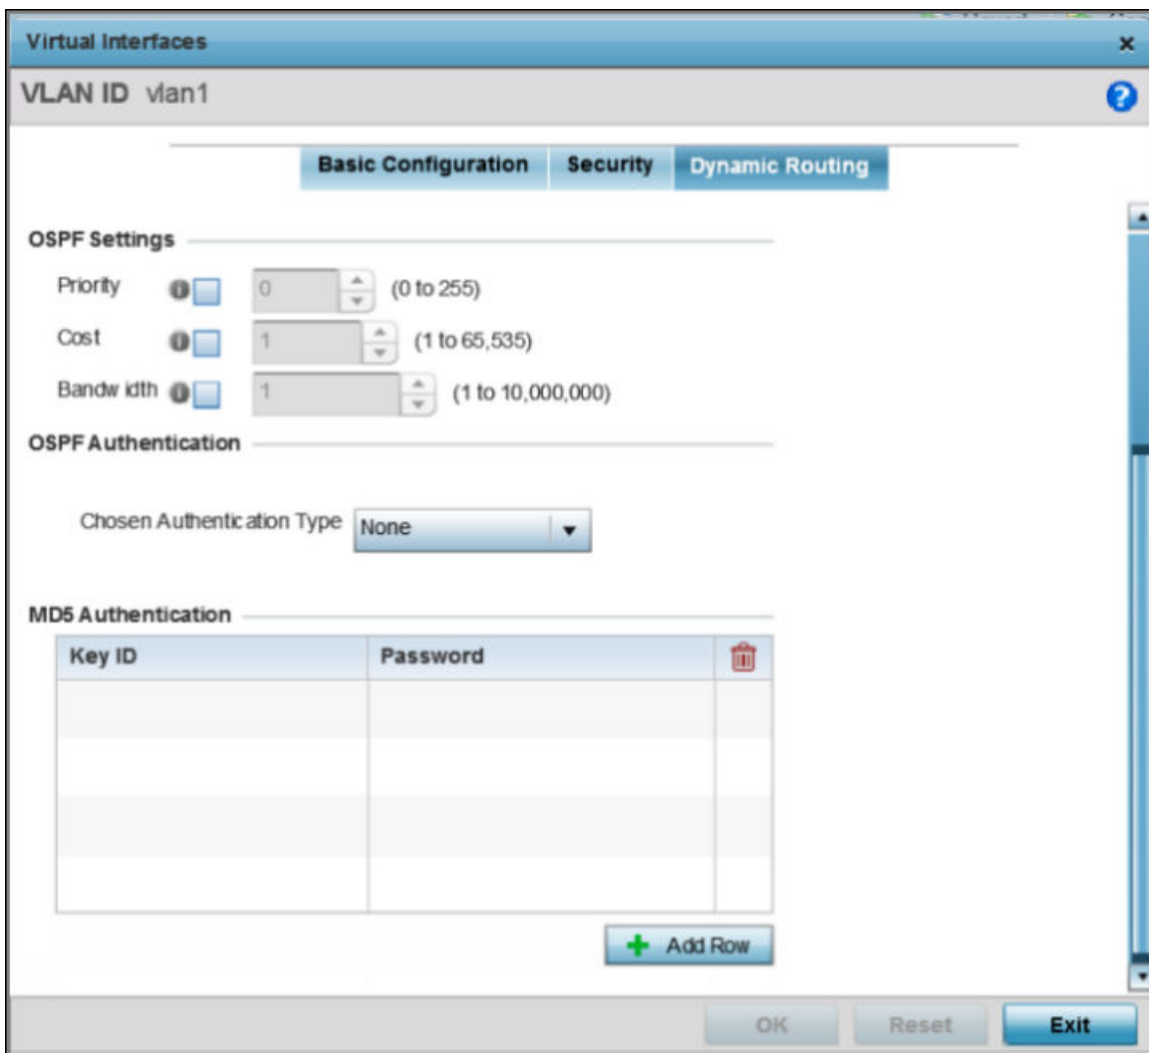 Virtual Interfaces
VLAN ID vlan1
Basic Configuration Security Dynamic Routing
OSPF Settings
Priority 0 (0 to 255)
Cost 1 (1 to 65,535)
Bandwidth 1 (1 to 10,000,000)
OSPF Authentication
Chosen Authentication Type None
MD5 Authentication
Key ID Password
Add Row
OK Reset Exit